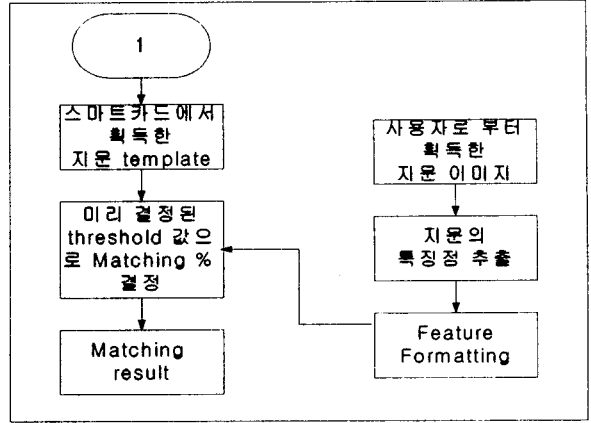 1
스마트카드에서
획득한
지문 template
미리 결정된
threshold 값으
로 Matching %
결정
Matching
result
사용자로 부터
획득한
지문 이미지
지문의
특징점 추출
Feature
Formatting